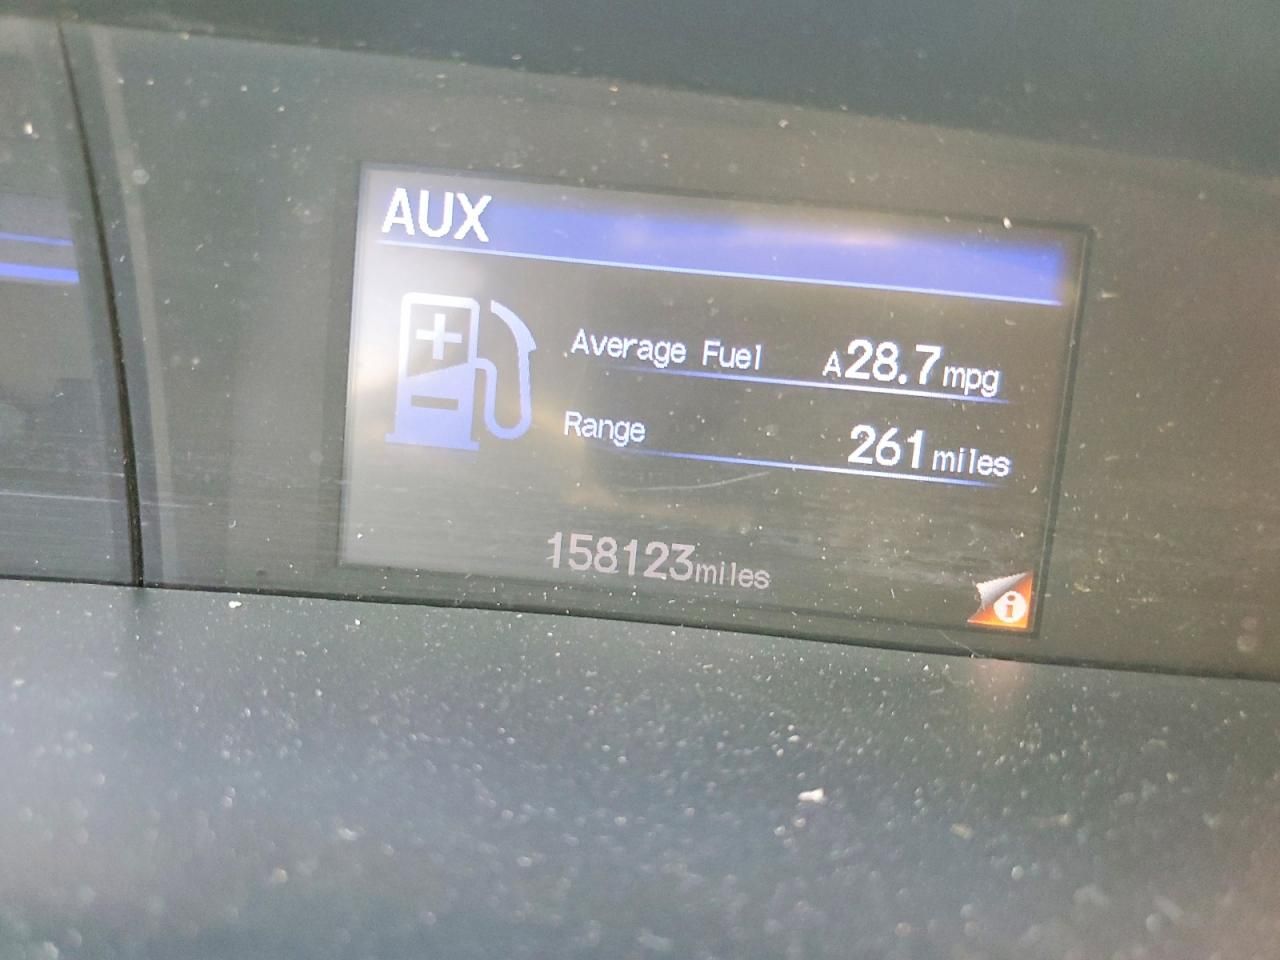 AUX
Average Fuel A28.7mpg
Range 261miles
158123miles
i